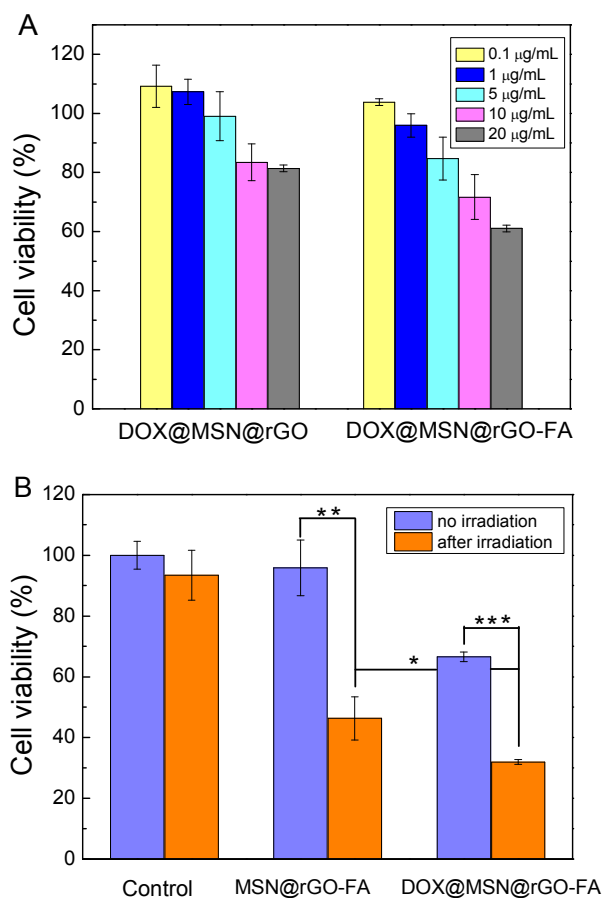 A
120
100
80
60
40
20
0
Cell viability (%)
0.1 μg/mL
1 μg/mL
5 μg/mL
10 μg/mL
20 μg/mL
DOX@MSN@rGO DOX@MSN@rGO-FA
B
120
100
80
60
40
20
0
Cell viability (%)
no irradiation
after irradiation
**
*
***
Control MSN@rGO-FA DOX@MSN@rGO-FA